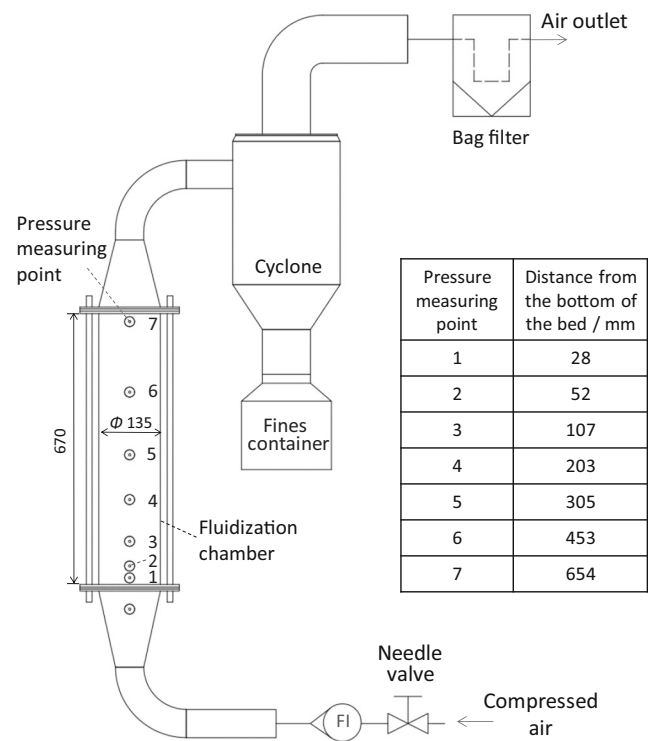 Air outlet
Bag filter
Pressure
measuring
point
Cyclone
7
6
Φ 135
670
5
4
3
2
1
Fluidization
chamber
Fines
container
Pressure
measuring
point
Distance from
the bottom of
the bed / mm
1 28
2 52
3 107
4 203
5 305
6 453
7 654
Needle
valve
FI
Compressed
air